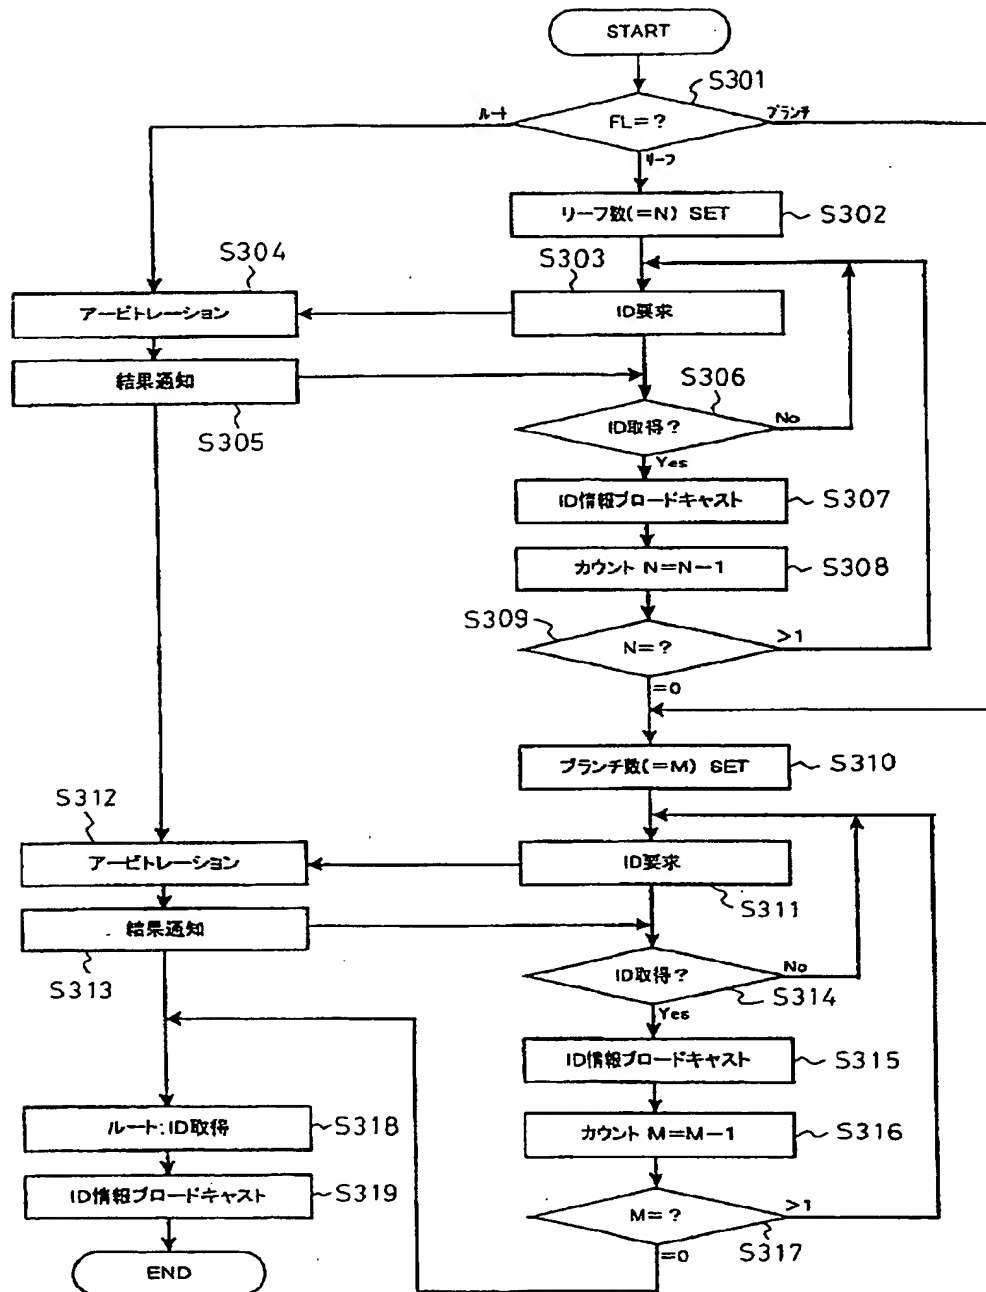 START
S301
ルート
FL=?
ブランチ
リーフ
リーフ数(=N) SET
S302
S304
S303
アービトレーション
ID要求
結果通知
S306
S305
ID取得?
No
Yes
ID情報ブロードキャスト
S307
カウント N=N-1
S308
S309
N=?
>1
=0
ブランチ数(=M) SET
S310
S312
アービトレーション
ID要求
S311
結果通知
S313
ID取得?
No
S314
Yes
ID情報ブロードキャスト
S315
ルート:ID取得
S318
カウント M=M-1
S316
ID情報ブロードキャスト
S319
M=?
>1
S317
=0
END